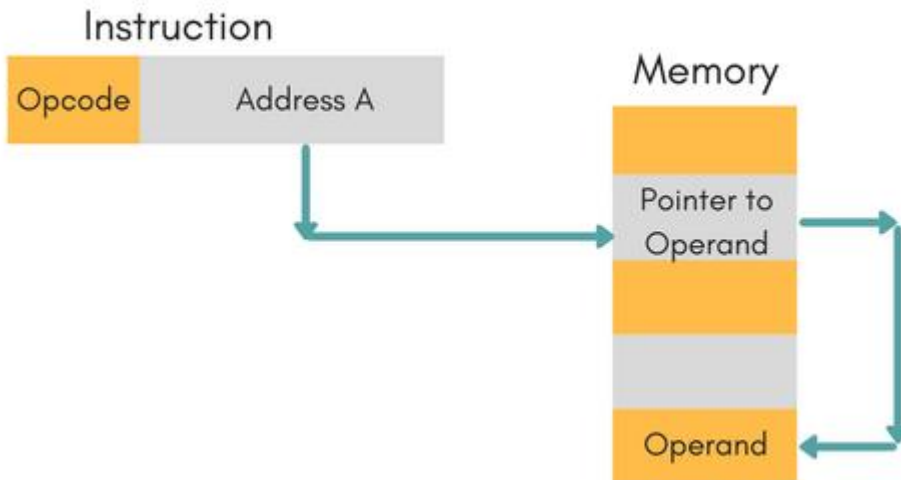 Instruction
Opcode Address A
Memory
Pointer to
Operand
Operand